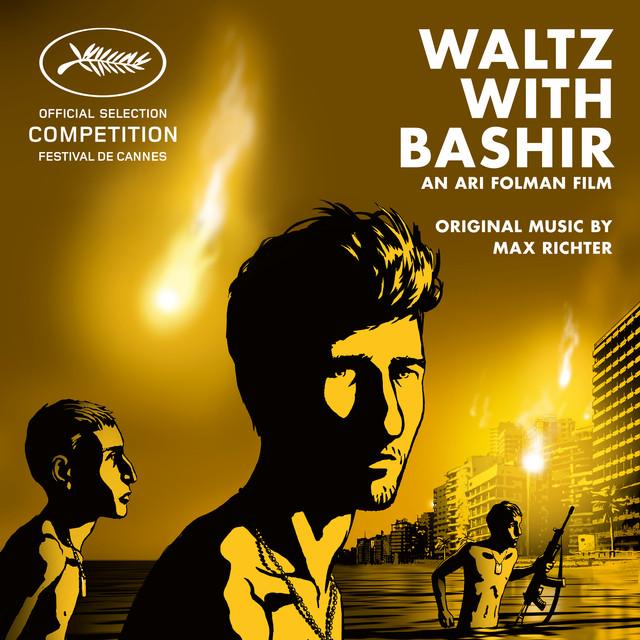 OFFICIAL SELECTION
COMPETITION
FESTIVAL DE CANNES
WALTZ
WITH
BASHIR
AN ARI FOLMAN FILM
ORIGINAL MUSIC BY
MAX RICHTER